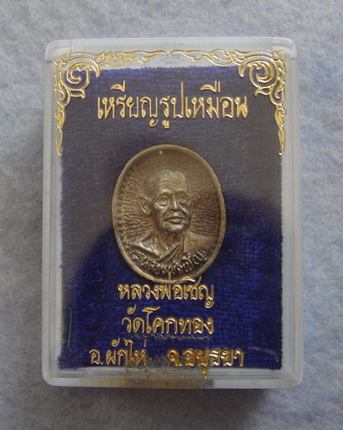 เหรียญรูปเหมือน
หลวงพ่อเชิญ
วัดโคกทอง
อ.ผักไห่ จ.อยุธยา